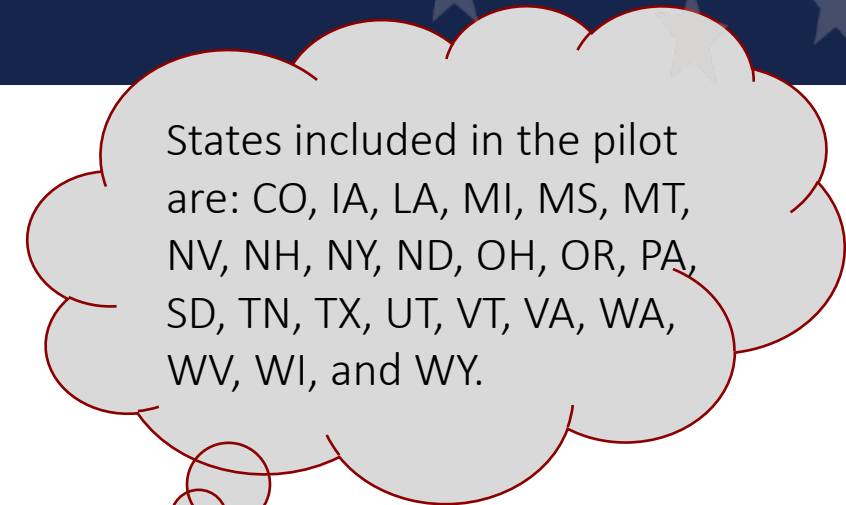 States included in the pilot
are: CO, IA, LA, MI, MS, MT,
NV, NH, NY, ND, OH, OR, PA,
SD, TN, TX, UT, VT, VA, WA,
WV, WI, and WY.